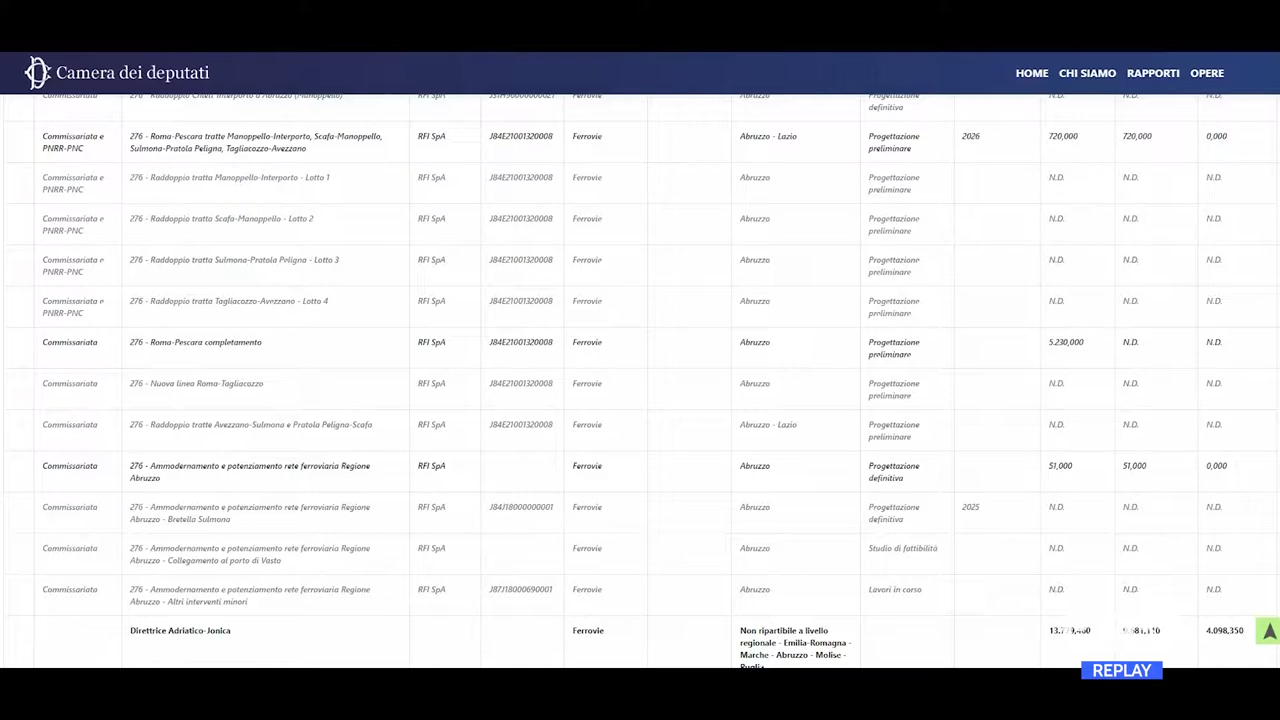 Camera dei deputati
HOME CHI SIAMO RAPPORTI OPERE
Commissariata 276 - Raddoppio Chieti Interporto d'Abruzzo (Manoppello) RFI SpA Ferrovie Abruzzo Progettazione N.D. N.D. N.D.
definitiva
Commissariata e 276 - Roma-Pescara tratte Manoppello-Interporto, Scafa-Manoppello, RFI SpA J84E21001320008 Ferrovie Abruzzo - Lazio Progettazione 2026 720,000 720,000 0,000
PNRR-PNC Sulmona-Pratola Peligna, Tagliacozzo-Avezzano preliminare
Commissariata e 276 - Raddoppio tratta Manoppello-Interporto - Lotto 1 RFI SpA J84E21001320008 Ferrovie Abruzzo Progettazione N.D. N.D. N.D.
PNRR-PNC preliminare
Commissariata e 276 - Raddoppio tratta Scafa-Manoppello - Lotto 2 RFI SpA J84E21001320008 Ferrovie Abruzzo Progettazione N.D. N.D. N.D.
PNRR-PNC preliminare
Commissariata e 276 - Raddoppio tratta Sulmona-Pratola Peligna - Lotto 3 RFI SpA J84E21001320008 Ferrovie Abruzzo Progettazione N.D. N.D. N.D.
PNRR-PNC preliminare
Commissariata e 276 - Raddoppio tratta Tagliacozzo-Avezzano - Lotto 4 RFI SpA J84E21001320008 Ferrovie Abruzzo Progettazione N.D. N.D. N.D.
PNRR-PNC preliminare
Commissariata 276 - Roma-Pescara completamento RFI SpA J84E21001320008 Ferrovie Abruzzo Progettazione 5.230,000 N.D. N.D.
preliminare
Commissariata 276 - Nuova linea Roma-Tagliacozzo RFI SpA J84E21001320008 Ferrovie Abruzzo Progettazione N.D. N.D. N.D.
preliminare
Commissariata 276 - Raddoppio tratte Avezzano-Sulmona e Pratola Peligna-Scafa RFI SpA J84E21001320008 Ferrovie Abruzzo - Lazio Progettazione N.D. N.D. N.D.
preliminare
Commissariata 276 - Ammodernamento e potenziamento rete ferroviaria Regione RFI SpA Ferrovie Abruzzo Progettazione 51,000 51,000 0,000
Abruzzo definitiva
Commissariata 276 - Ammodernamento e potenziamento rete ferroviaria Regione RFI SpA J84J18000000001 Ferrovie Abruzzo Progettazione 2025 N.D. N.D. N.D.
Abruzzo - Bretella Sulmona definitiva
Commissariata 276 - Ammodernamento e potenziamento rete ferroviaria Regione RFI SpA Ferrovie Abruzzo Studio di fattibilità N.D. N.D. N.D.
Abruzzo - Collegamento al porto di Vasto
Commissariata 276 - Ammodernamento e potenziamento rete ferroviaria Regione RFI SpA J87J18000690001 Ferrovie Abruzzo Lavori in corso N.D. N.D. N.D.
Abruzzo - Altri interventi minori
Direttrice Adriatico-Jonica Ferrovie Non ripartibile a livello 4.098,350
regionale - Emilia-Romagna -
Marche - Abruzzo - Molise -
REPLAY